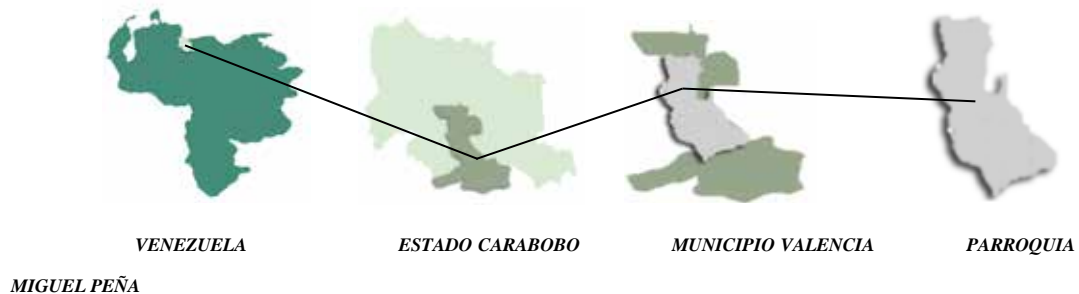 VENEZUELA ESTADO CARABOBO MUNICIPIO VALENCIA PARROQUIA
MIGUEL PEÑA